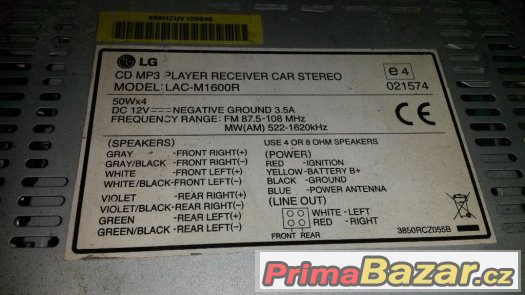 LG
CD MP3 PLAYER RECEIVER CAR STEREO
MODEL: LAC-M1600R
e4
021574
50Wx4
DC 12V NEGATIVE GROUND 3.5A
FREQUENCY RANGE: FM 87.5-108 MHz
MW(AM) 522-1620kHz
CE
(SPEAKERS)
GRAY -FRONT RIGHT(+)
GRAY/BLACK -FRONT RIGHT(-)
WHITE -FRONT LEFT(+)
WHITE/BLACK-FRONT LEFT(-)
VIOLET -REAR RIGHT(+)
VIOLET/BLACK-REAR RIGHT(-)
GREEN -REAR LEFT(+)
GREEN/BLACK-REAR LEFT(-)
USE 4 OR 8 OHM SPEAKERS
(POWER)
RED -IGNITION
YELLOW -BATTERY B+
BLACK -GROUND
BLUE -POWER ANTENNA
(LINE OUT)
WHITE - LEFT
RED - RIGHT
FRONT REAR
3850RCZ055B
PrimaBazar.cz